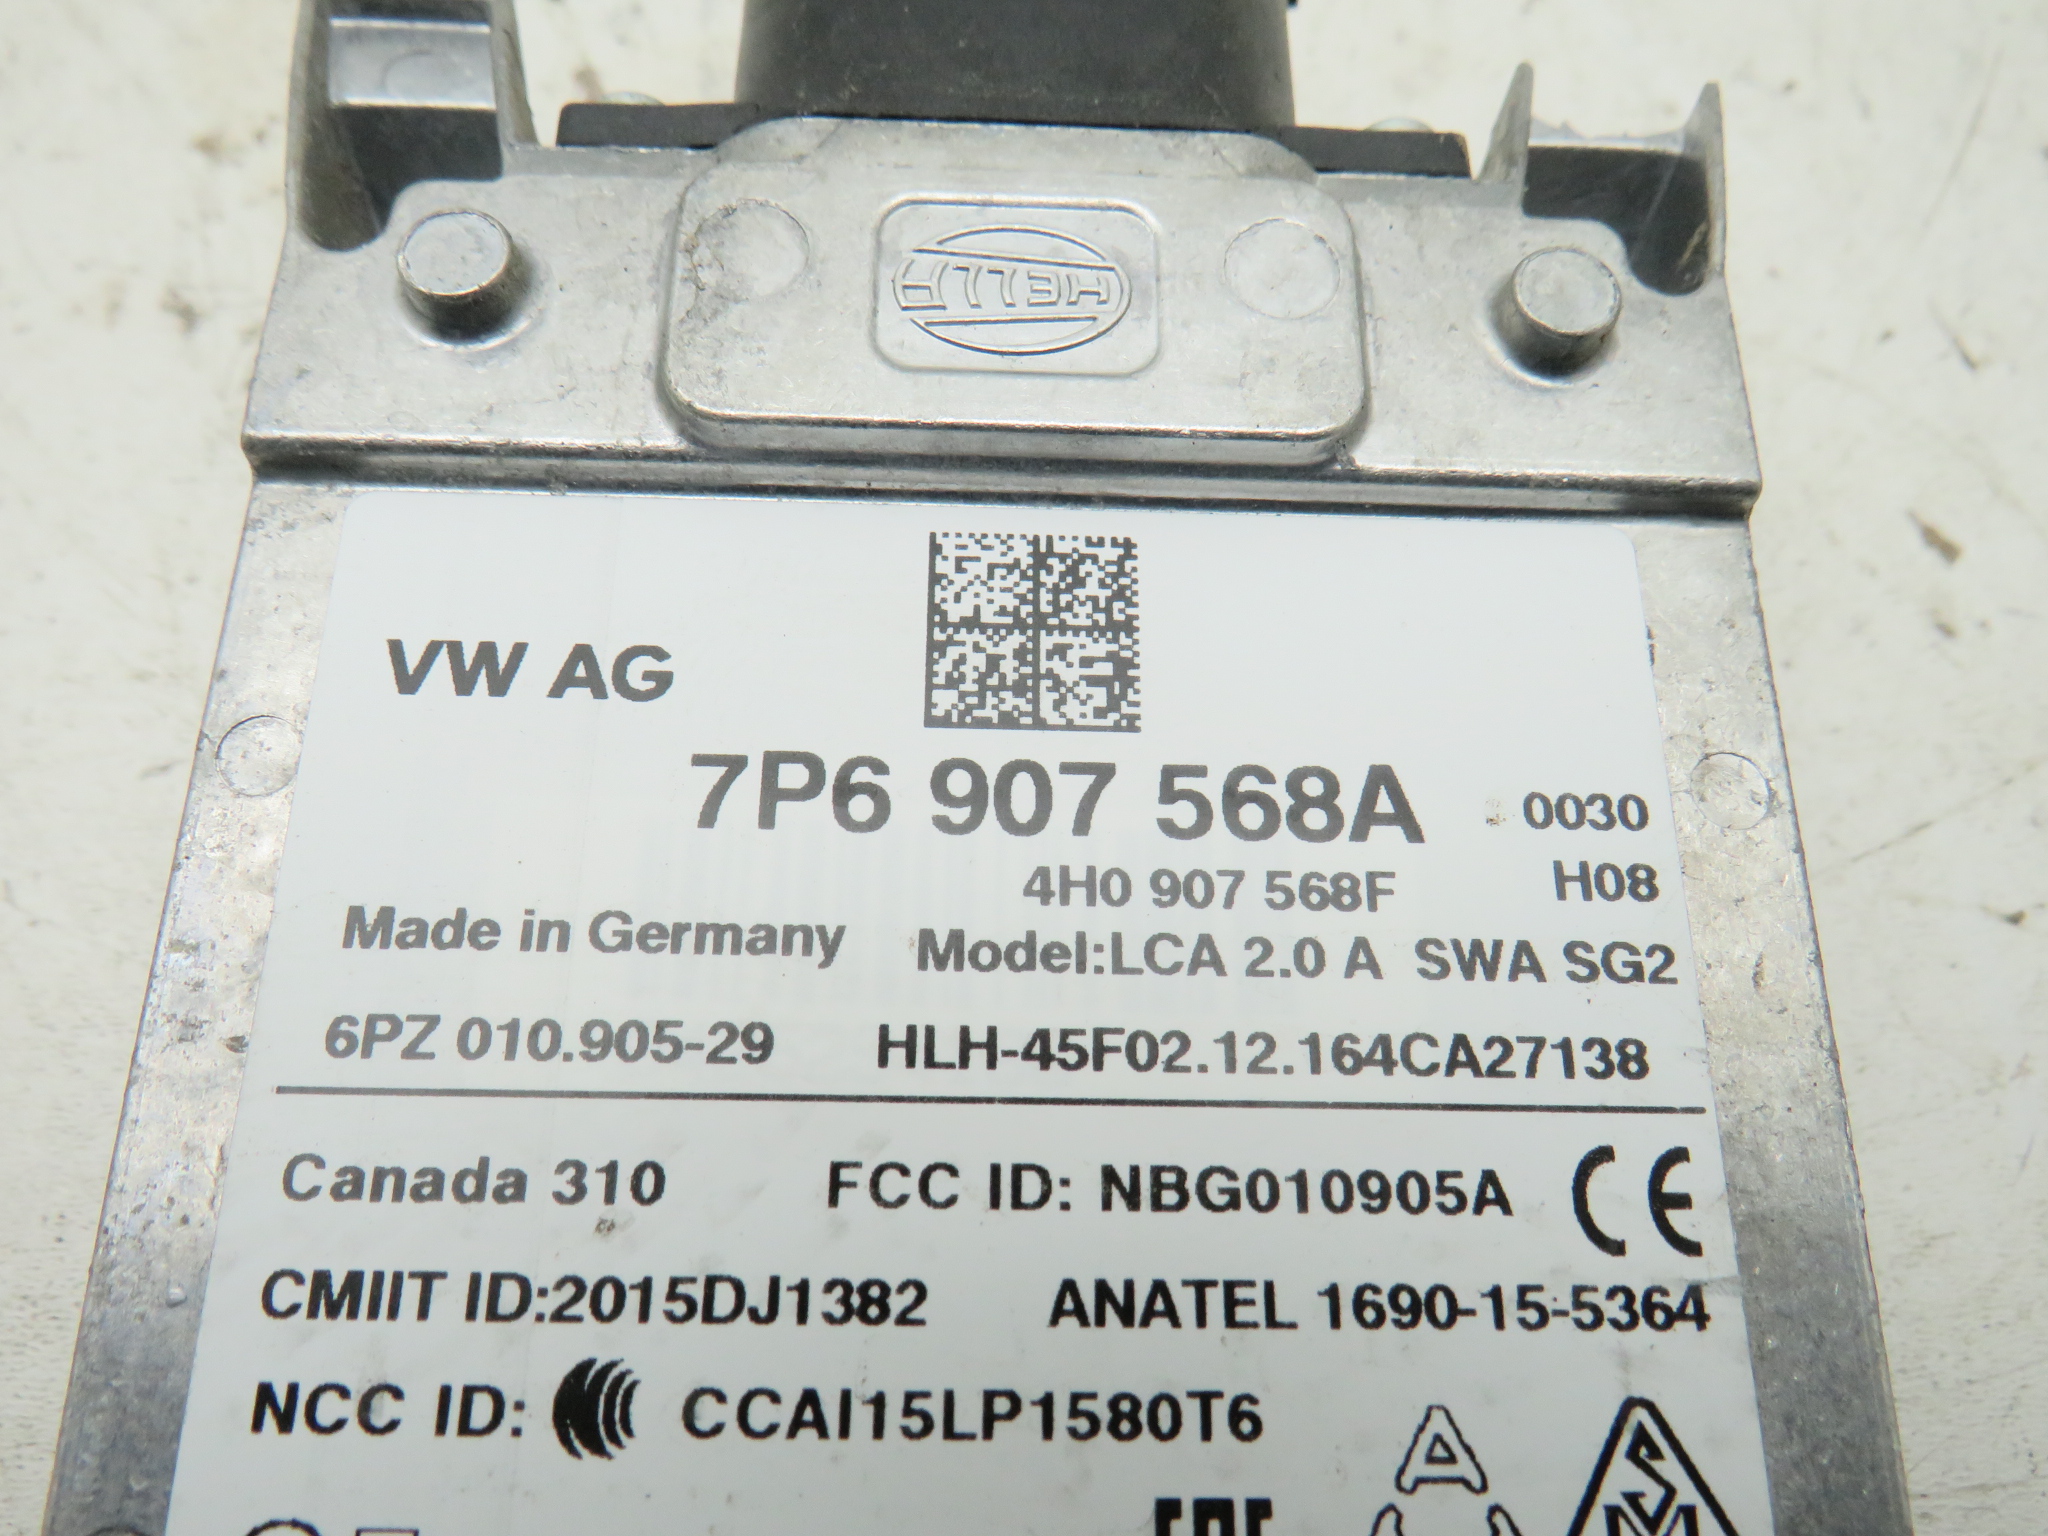 HELLA
VW AG
7P6 907 568A 0030
4H0 907 568F H08
Made in Germany Model:LCA 2.0 A SWA SG2
6PZ 010.905-29 HLH-45F02.12.164CA27138
Canada 310 FCC ID: NBG010905A CE
CMIIT ID:2015DJ1382 ANATEL 1690-15-5364
NCC ID: CCAI15LP1580T6
A